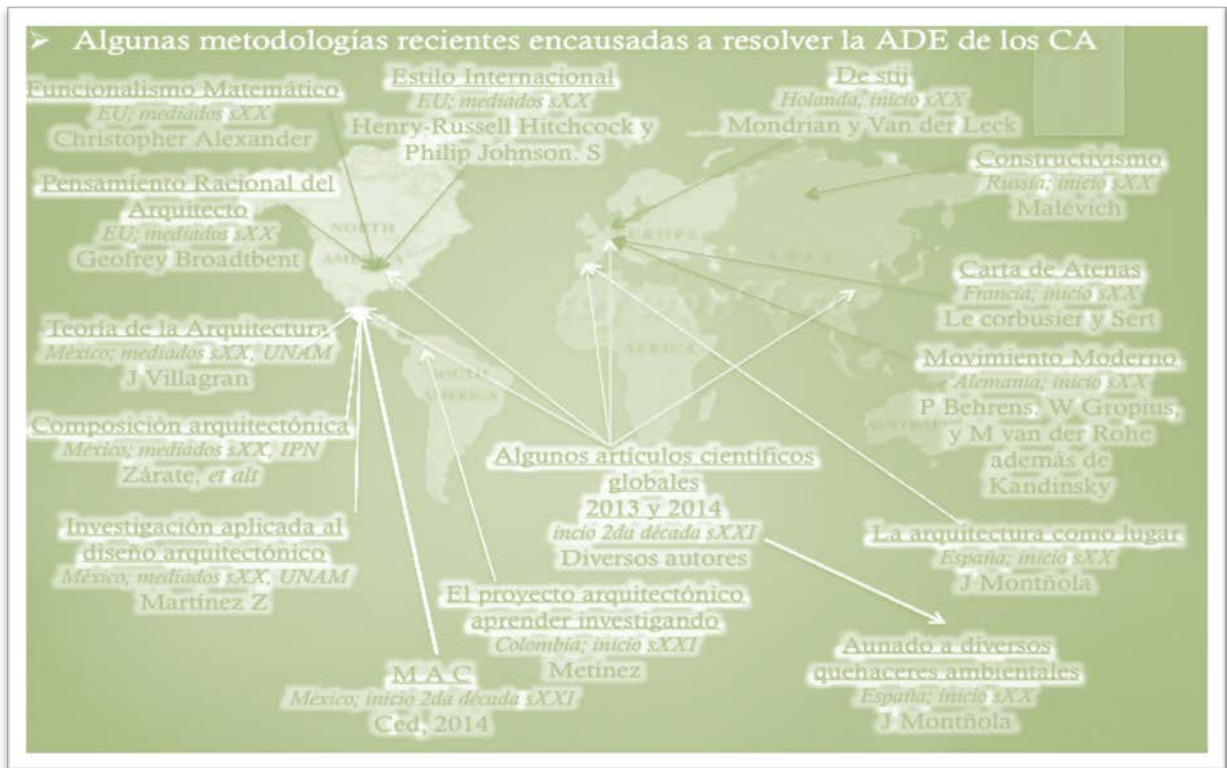 ➤ Algunas metodologías recientes encausadas a resolver la ADE de los CA
Funcionalismo Matemático
EU; mediados sXX
Christopher Alexander
Estilo Internacional
EU; mediados sXX
Henry-Russell Hitchcock y
Philip Johnson. S
De stij
Holanda, inicio sXX
Mondrian y Van der Leck
Constructivismo
Russia; inicio sXX
Malévich
Pensamiento Racional del
Arquitecto
EU; mediados sXX
Geofrey Broadtbent
Carta de Atenas
Francia; inicio sXX
Le corbusier y Sert
Teoría de la Arquitectura
México; mediados sXX, UNAM
J Villagran
Movimiento Moderno
Alemania; inicio sXX
P Behrens. W Gropius,
y M van der Rohe
además de
Kandinsky
Composición arquitectónica
Mexico; mediados sXX, IPN
Zárate, et alt
Algunos artículos científicos
globales
2013 y 2014
incio 2da década sXXI
Diversos autores
Investigación aplicada al
diseño arquitectónico
México; mediados sXX, UNAM
Martínez Z
La arquitectura como lugar
España; inicio sXX
J Montñola
El proyecto arquitectónico
aprender investigando
Colombia; inicio sXXI
Metinez
M A C
Mexico; inicio 2da década sXXI
Ced, 2014
Aunado a diversos
quehaceres ambientales
España; inicio sXX
J Montñola
NORTH
AMERICA
SOUTH
AMERICA
EUROPE
AFRICA
ASIA